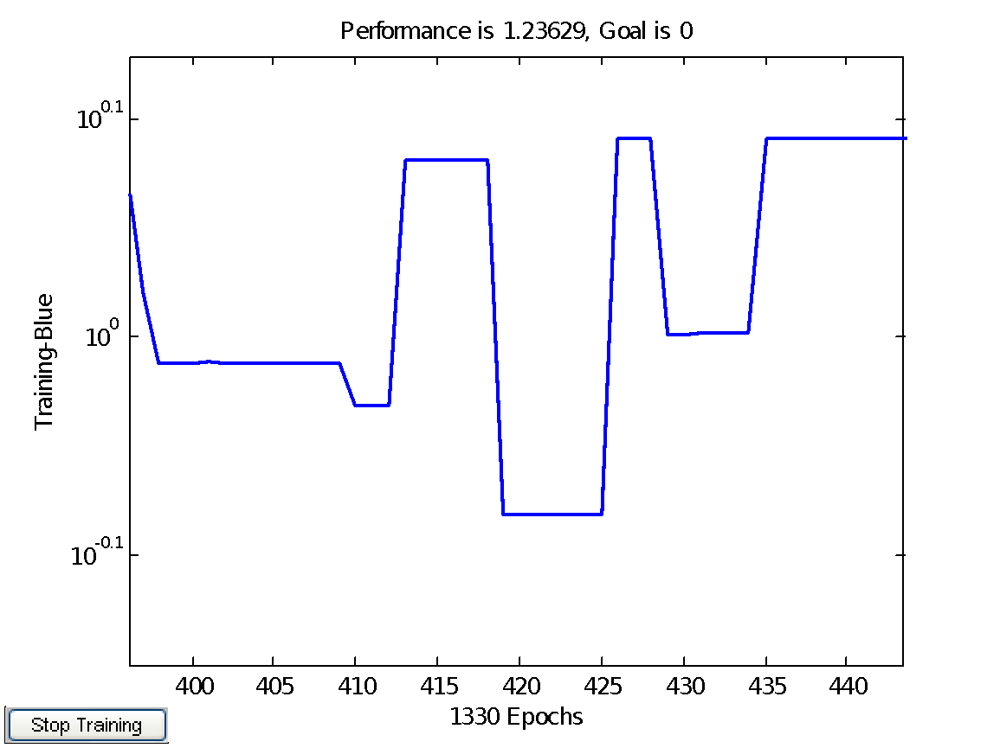 Performance is 1.23629, Goal is 0
10^0.1
10^0
10^-0.1
Training-Blue
400 405 410 415 420 425 430 435 440
1330 Epochs
Stop Training